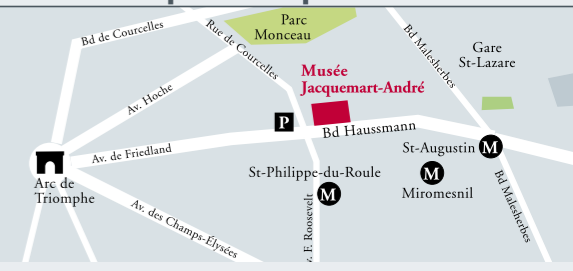 Bd de Courcelles
Rue de Courcelles
Parc
Monceau
Bd Malesherbes
Gare
St-Lazare
Musée
Jacquemart-André
Av. Hoche
P
Bd Haussmann
Av. de Friedland
St-Augustin M
St-Philippe-du-Roule
M
M
Miromesnil
Arc de
Triomphe
Av. des Champs-Élysées
F. Roosevelt
Bd Malesherbes